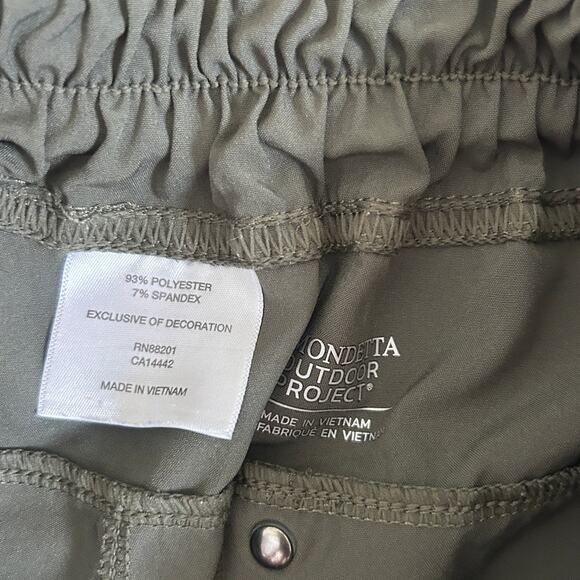 93% POLYESTER
7% SPANDEX
EXCLUSIVE OF DECORATION
RN88201
CA14442
MADE IN VIETNAM
MONDETTA
OUTDOOR
PROJECT®
MADE IN VIETNAM
FABRIQUÉ EN VIETNAM